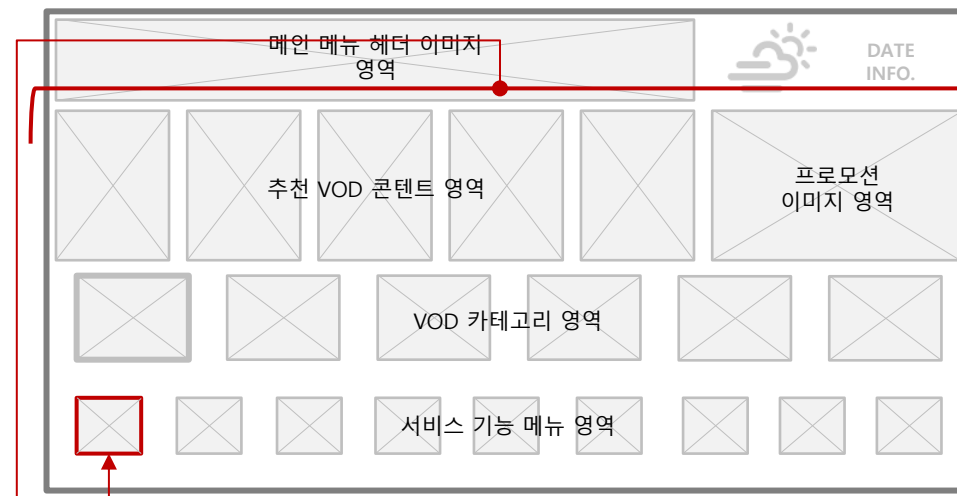 메인 메뉴 헤더 이미지
영역
DATE
INFO.
추천 VOD 콘텐트 영역
프로모션
이미지 영역
VOD 카테고리 영역
서비스 기능 메뉴 영역